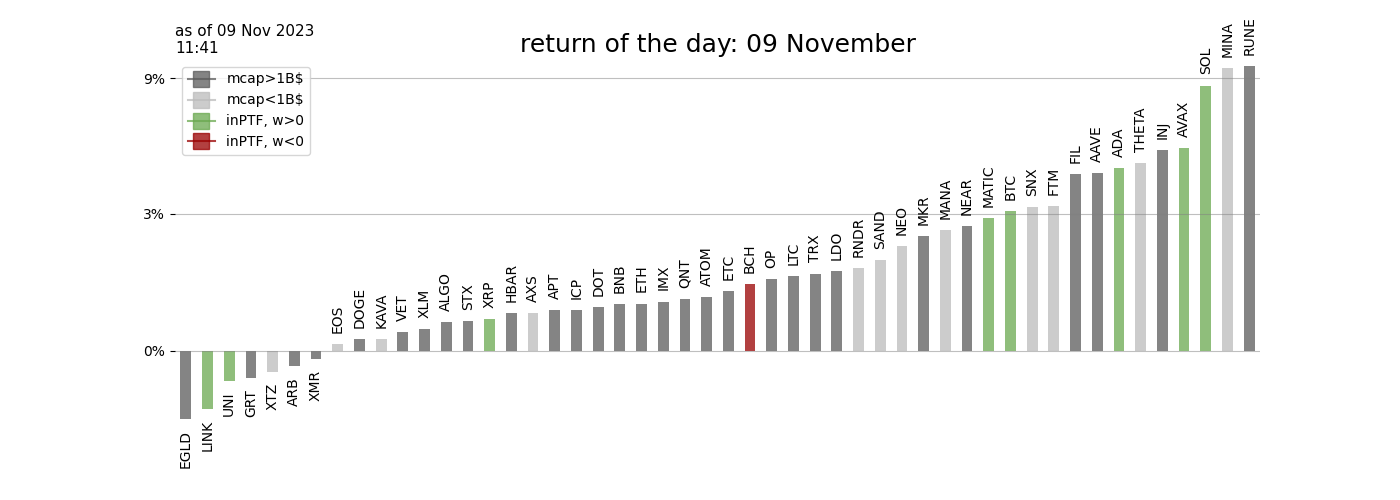 as of 09 Nov 2023
11:41
return of the day: 09 November
mcap>1B$
mcap<1B$
inPTF, w>0
inPTF, w<0
9%
3%
0%
EGLD
LINK
UNI
GRT
XTZ
ARB
XMR
EOS
DOGE
KAVA
VET
XLM
ALGO
STX
XRP
HBAR
AXS
APT
ICP
DOT
BNB
ETH
IMX
QNT
ATOM
ETC
BCH
OP
LTC
TRX
LDO
RNDR
SAND
NEO
MKR
MANA
NEAR
MATIC
BTC
SNX
FTM
FIL
AAVE
ADA
THETA
INJ
AVAX
SOL
MINA
RUNE